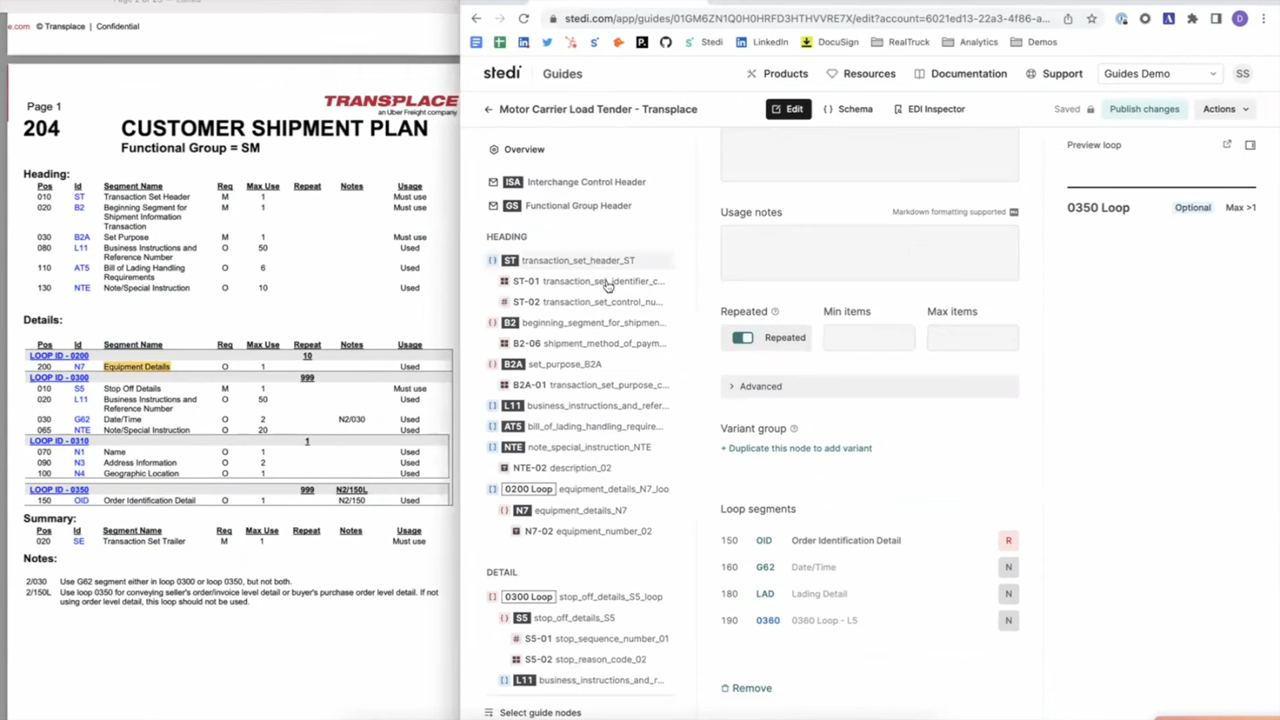 e.com © Transplace | Confidential
Page 1
TRANSPLACE
an Uber Freight company
204 CUSTOMER SHIPMENT PLAN
Functional Group = SM
Heading:
Pos Id Segment Name Req Max Use Repeat Notes Usage
010 ST Transaction Set Header M 1 Must use
020 B2 Beginning Segment for M 1 Must use
Shipment Information
Transaction
030 B2A Set Purpose M 1 Must use
080 L11 Business Instructions and O 50 Used
Reference Number
110 AT5 Bill of Lading Handling O 6 Used
Requirements
130 NTE Note/Special Instruction O 10 Used
Details:
Pos Id Segment Name Req Max Use Repeat Notes Usage
LOOP ID - 0200 10
200 N7 Equipment Details O 1 Used
LOOP ID - 0300 999
010 S5 Stop Off Details M 1 Must use
020 L11 Business Instructions and O 50 Used
Reference Number
030 G62 Date/Time O 2 N2/030 Used
065 NTE Note/Special Instruction O 20 Used
LOOP ID - 0310 1
070 N1 Name O 1 Used
090 N3 Address Information O 2 Used
100 N4 Geographic Location O 1 Used
LOOP ID - 0350 999 N2/150L
150 OID Order Identification Detail O 1 N2/150 Used
Summary:
Pos Id Segment Name Req Max Use Repeat Notes Usage
020 SE Transaction Set Trailer M 1 Must use
Notes:
2/030 Use G62 segment either in loop 0300 or loop 0350, but not both.
2/150L Use loop 0350 for conveying seller's order/invoice level detail or buyer's purchase order level detail. If not
using order level detail, this loop should not be used.
stedi.com/app/guides/01GM6ZN1Q0H0HRFD3HTHVVRE7X/edit?account=6021ed13-22a3-4f86-a...
Stedi LinkedIn DocuSign RealTruck Analytics Demos
stedi Guides Products Resources Documentation Support Guides Demo SS
Motor Carrier Load Tender - Transplace Edit Schema EDI Inspector Saved Publish changes Actions
Overview
ISA Interchange Control Header
GS Functional Group Header
HEADING
{} ST transaction_set_header_ST
ST-01 transaction_set_identifier_c...
# ST-02 transaction_set_control_nu...
{} B2 beginning_segment_for_shipmen...
B2-06 shipment_method_of_paym...
{} B2A set_purpose_B2A
B2A-01 transaction_set_purpose_c...
[] L11 business_instructions_and_refer...
[] AT5 bill_of_lading_handling_require...
[] NTE note_special_instruction_NTE
NTE-02 description_02
[] 0200 Loop equipment_details_N7_loo
{} N7 equipment_details_N7
N7-02 equipment_number_02
DETAIL
[] 0300 Loop stop_off_details_S5_loop
{} S5 stop_off_details_S5
# S5-01 stop_sequence_number_01
S5-02 stop_reason_code_02
[] L11 business_instructions_and_r...
Select guide nodes
Usage notes Markdown formatting supported
Repeated Min items Max items
Repeated
Advanced
Variant group
+ Duplicate this node to add variant
Loop segments
150 OID Order Identification Detail R
160 G62 Date/Time N
180 LAD Lading Detail N
190 0360 0360 Loop - L5 N
Remove
Preview loop
0350 Loop Optional Max >1